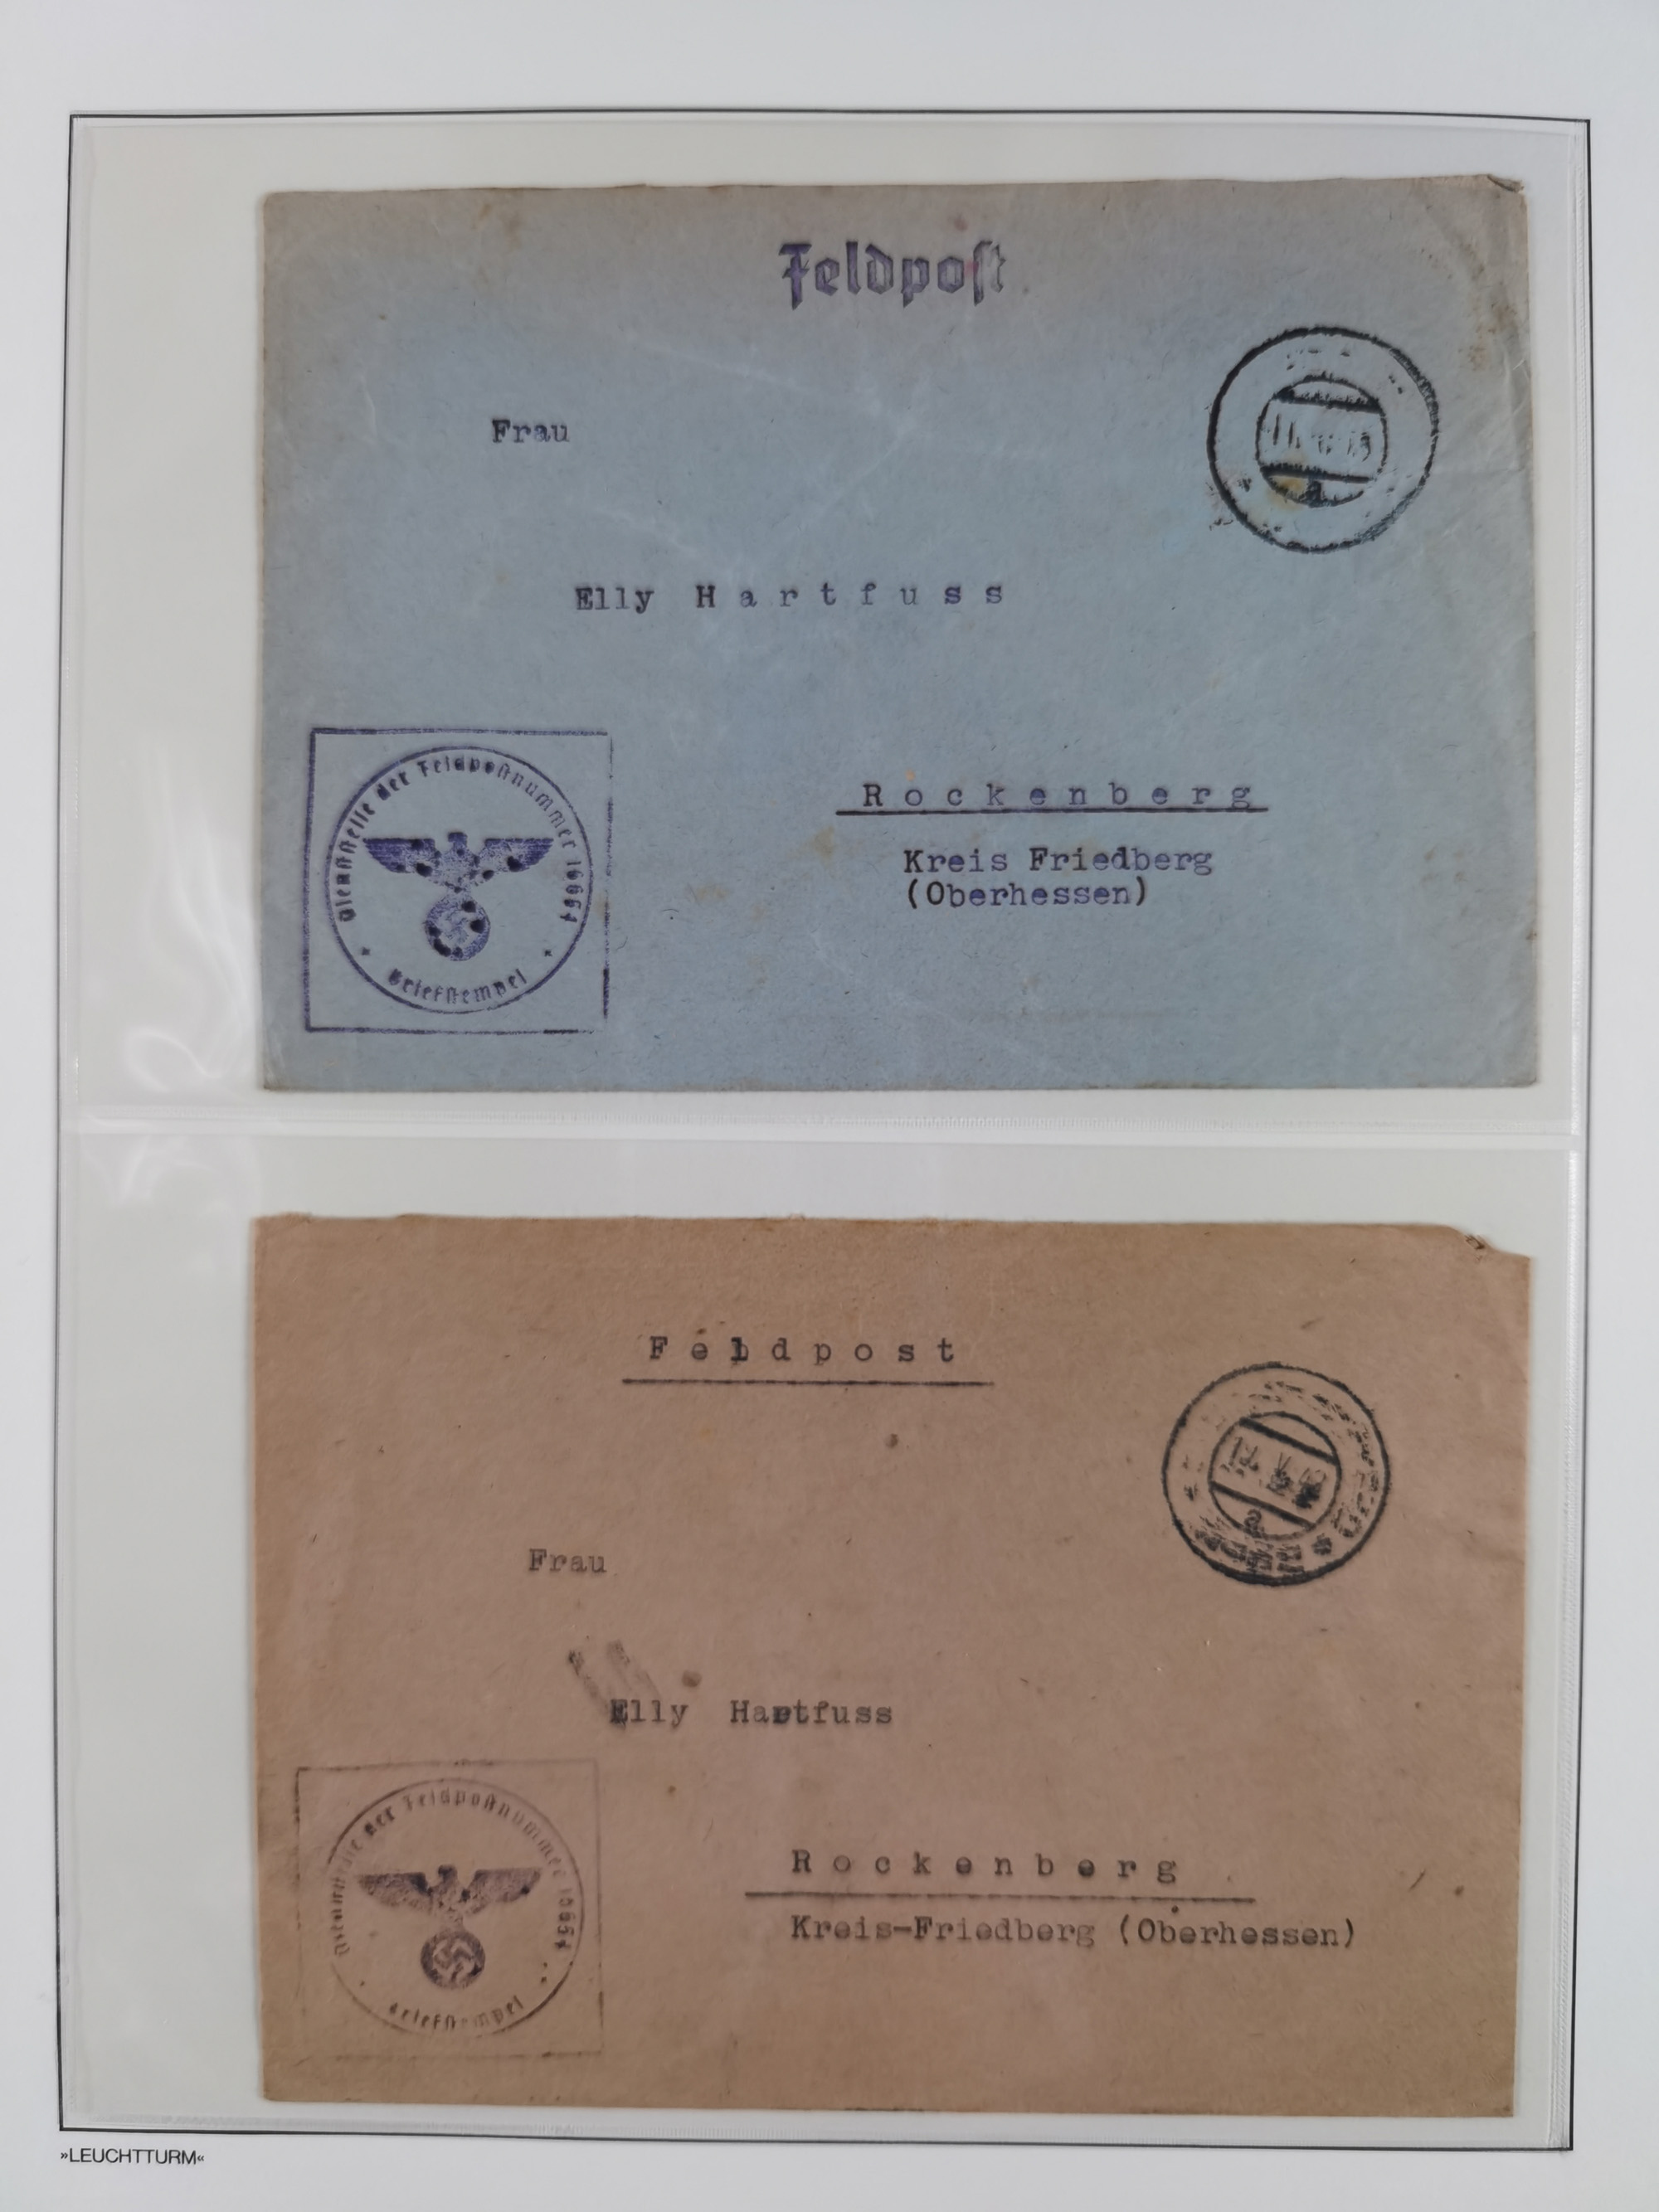 Feldpost
Frau
Elly Hartfuss
Rockenberg
Kreis Friedberg
(Oberhessen)
Dienststelle der Feldpostnummer 16664
Briefstempel
Feldpost
Frau
Elly Hartfuss
Rockenberg
Kreis-Friedberg (Oberhessen)
Dienststelle der Feldpostnummer
Briefstempel
»LEUCHTTURM«